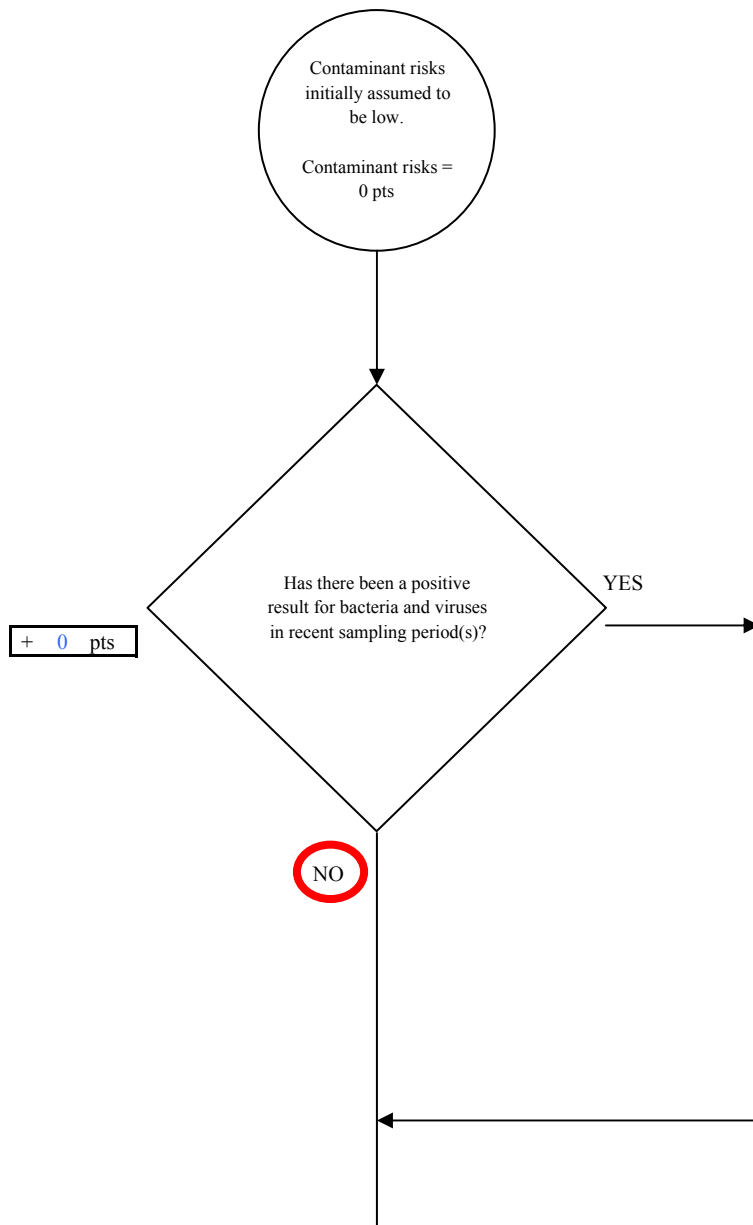 Contaminant risks
initially assumed to
be low.
Contaminant risks =
0 pts
Has there been a positive
result for bacteria and viruses
in recent sampling period(s)?
YES
+ 0 pts
NO